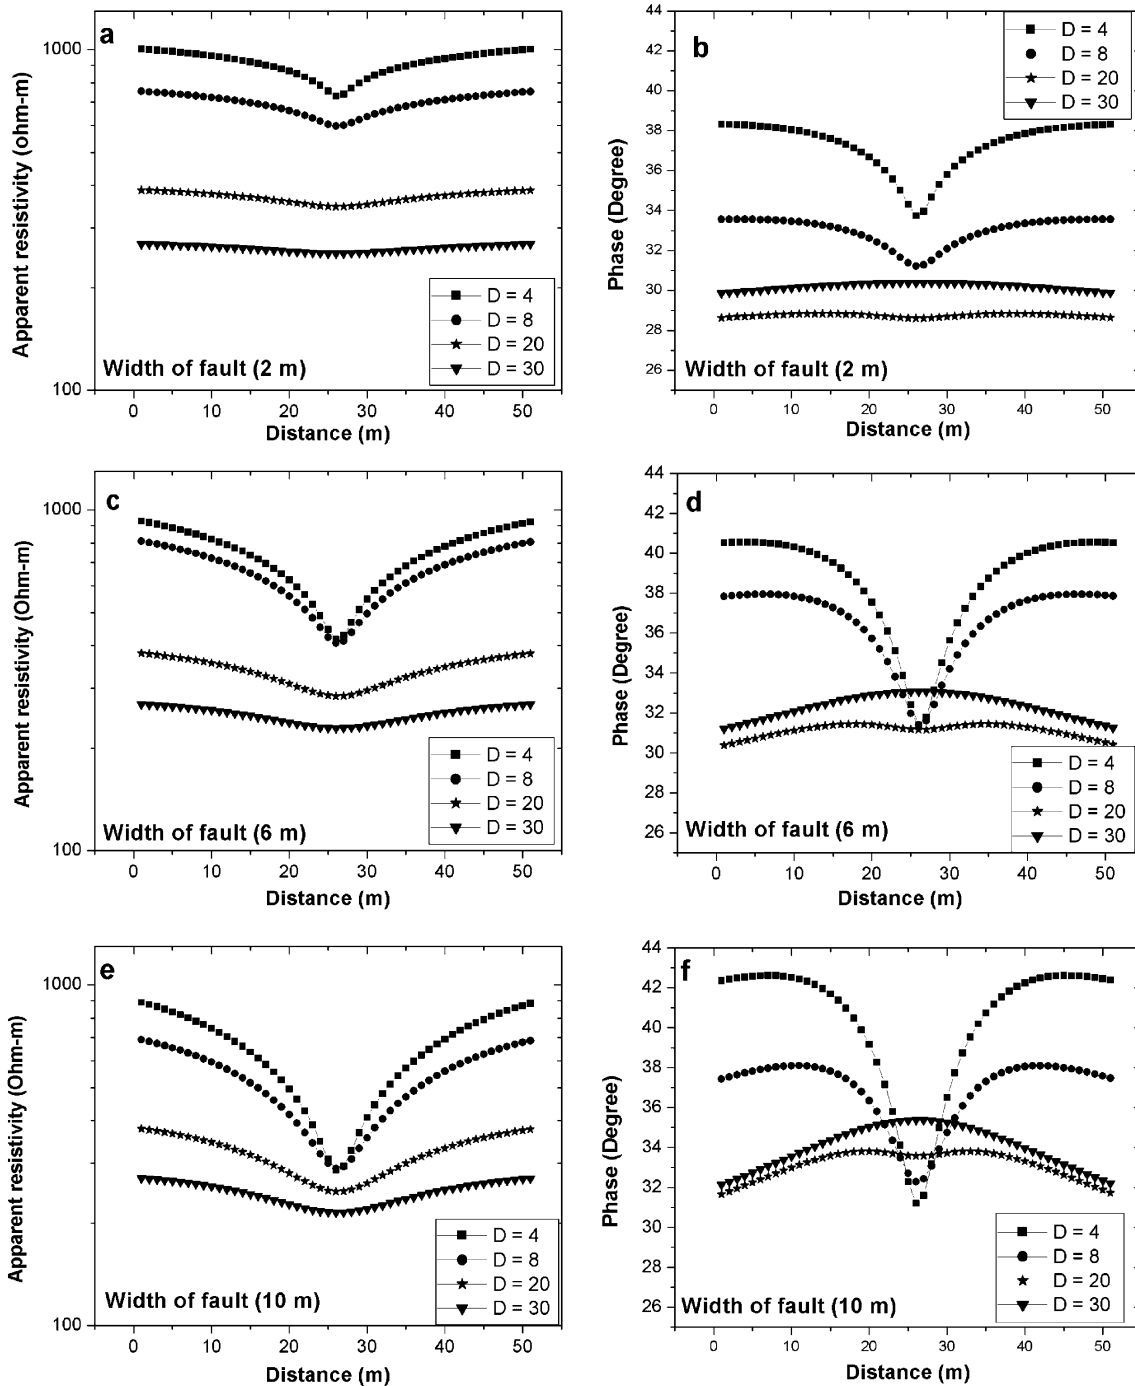 a
1000
100
Apparent resistivity (ohm-m)
D = 4
D = 8
D = 20
D = 30
Width of fault (2 m)
0 10 20 30 40 50
Distance (m)
b
44
42
40
38
36
34
32
30
28
26
Phase (Degree)
D = 4
D = 8
D = 20
D = 30
Width of fault (2 m)
0 10 20 30 40 50
Distance (m)
c
1000
100
Apparent resistivity (Ohm-m)
D = 4
D = 8
D = 20
D = 30
Width of fault (6 m)
0 10 20 30 40 50
Distance (m)
d
44
42
40
38
36
34
32
30
28
26
Phase (Degree)
D = 4
D = 8
D = 20
D = 30
Width of fault (6 m)
0 10 20 30 40 50
Distance (m)
e
1000
100
Apparent resistivity (Ohm-m)
D = 4
D = 8
D = 20
D = 30
Width of fault (10 m)
0 10 20 30 40 50
Distance (m)
f
44
42
40
38
36
34
32
30
28
26
Phase (Degree)
D = 4
D = 8
D = 20
D = 30
Width of fault (10 m)
0 10 20 30 40 50
Distance (m)